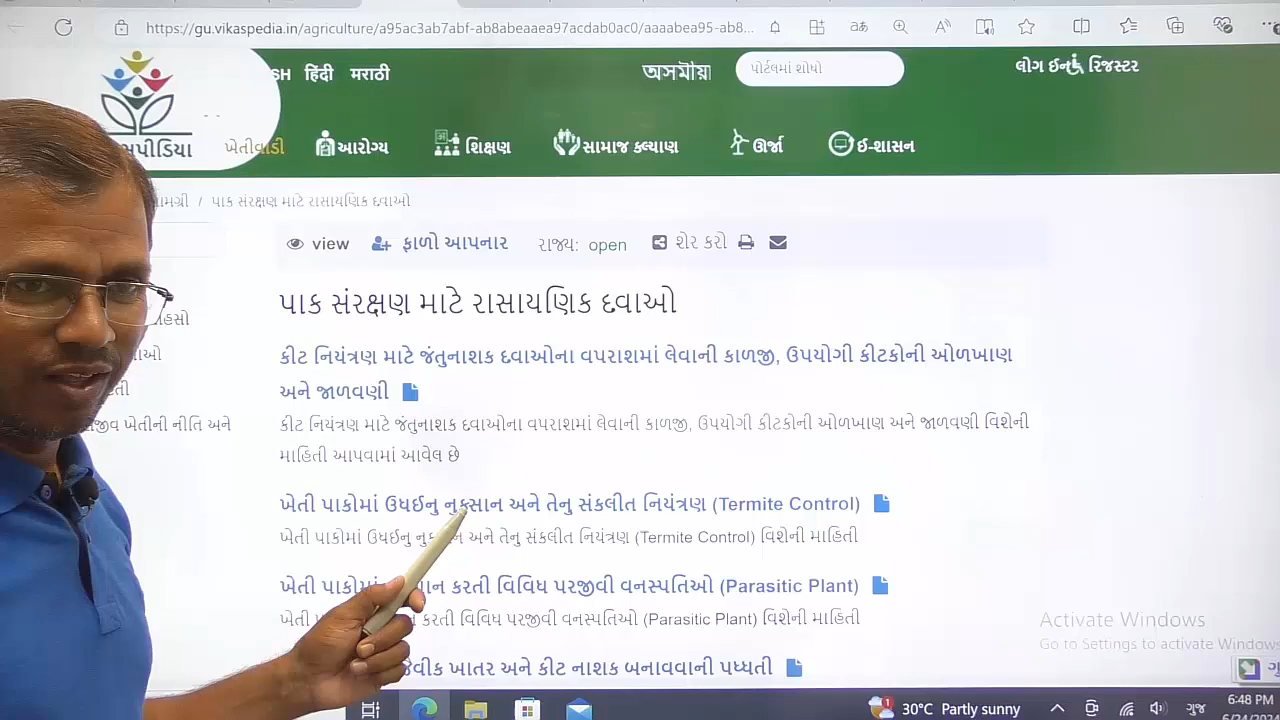 https://gu.vikaspedia.in/agriculture/a95ac3ab7abf-ab8abeaaea97acdab0ac0/aaaabea95-ab8...
SH हिंदी मराठी অসমীয়া પોર્ટલમાં શોધો લોગ ઈન રજિસ્ટર
ખેતીવાડી આરોગ્ય શિક્ષણ સામાજ કલ્યાણ ઊર્જા ઈ-શાસન
/ પાક સંરક્ષણ માટે રાસાયણિક દવાઓ
view ફાળો આપનાર રાજ્ય: open શેર કરો
પાક સંરક્ષણ માટે રાસાયણિક દવાઓ
કીટ નિયંત્રણ માટે જંતુનાશક દવાઓના વપરાશમાં લેવાની કાળજી, ઉપયોગી કીટકોની ઓળખાણ
અને જાળવણી
કીટ નિયંત્રણ માટે જંતુનાશક દવાઓના વપરાશમાં લેવાની કાળજી, ઉપયોગી કીટકોની ઓળખાણ અને જાળવણી વિશેની
માહિતી આપવામાં આવેલ છે
નીતિ અને
ખેતી પાકોમાં ઉધઈનુ નુકસાન અને તેનુ સંકલીત નિયંત્રણ (Termite Control)
ખેતી પાકોમાં ઉધઈનુ અને તેનુ સંકલીત નિયંત્રણ (Termite Control) વિશેની માહિતી
ખેતી કરતી વિવિધ પરજીવી વનસ્પતિઓ (Parasitic Plant)
ખેતી કરતી વિવિધ પરજીવી વનસ્પતિઓ (Parasitic Plant) વિશેની માહિતી
ખાતર અને કીટ નાશક બનાવવાની પધ્ધતી
Activate Windows
Go to Settings to activate Windows
30°C Partly sunny ગુજ 6:48 PM